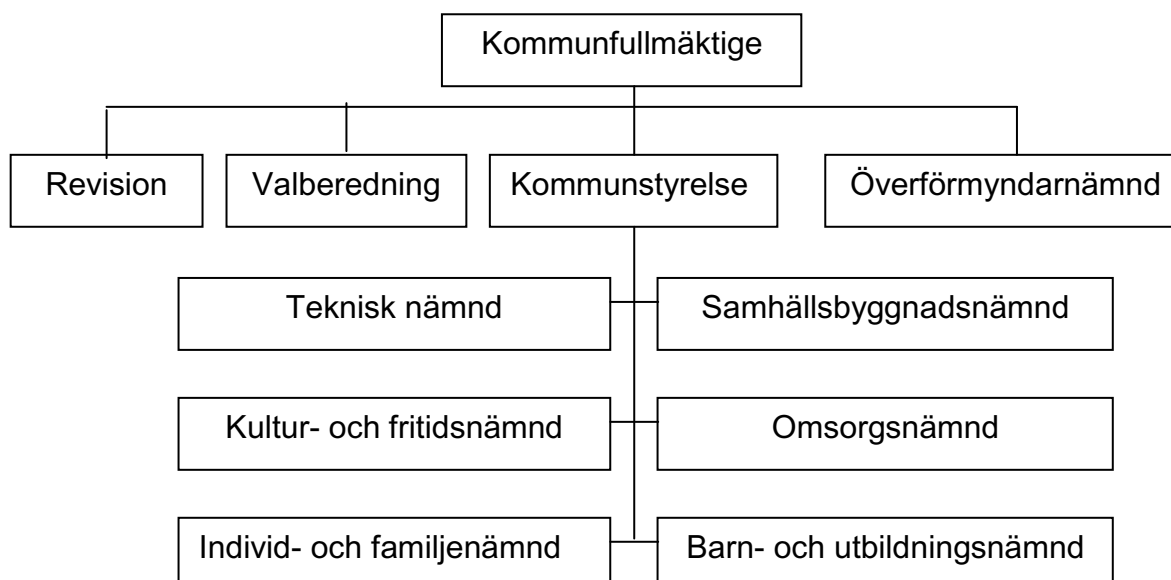 Kommunfullmäktige
Revision
Valberedning
Kommunstyrelse
Överförmyndarnämnd
Teknisk nämnd
Samhällsbyggnadsnämnd
Kultur- och fritidsnämnd
Omsorgsnämnd
Individ- och familjenämnd
Barn- och utbildningsnämnd